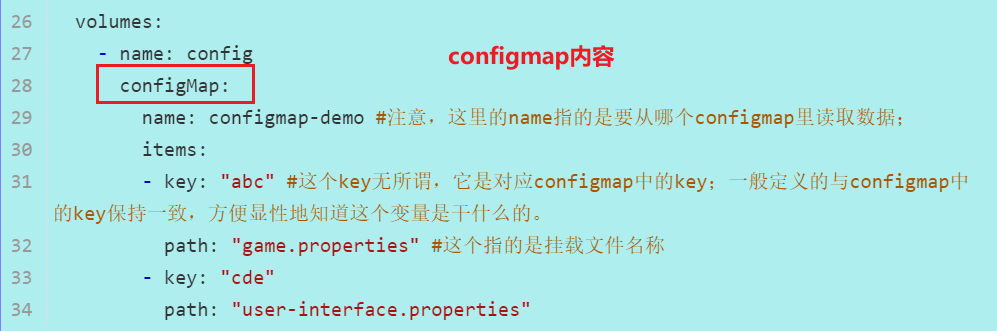 26 volumes:
27 - name: config
configmap内容
28 configMap:
29 name: configmap-demo #注意，这里的name指的是要从哪个configmap里读取数据；
30 items:
31 - key: "abc" #这个key无所谓，它是对应configmap中的key；一般定义的与configmap中
的key保持一致，方便显性地知道这个变量是干什么的。
32 path: "game.properties" #这个指的是挂载文件名称
33 - key: "cde"
34 path: "user-interface.properties"